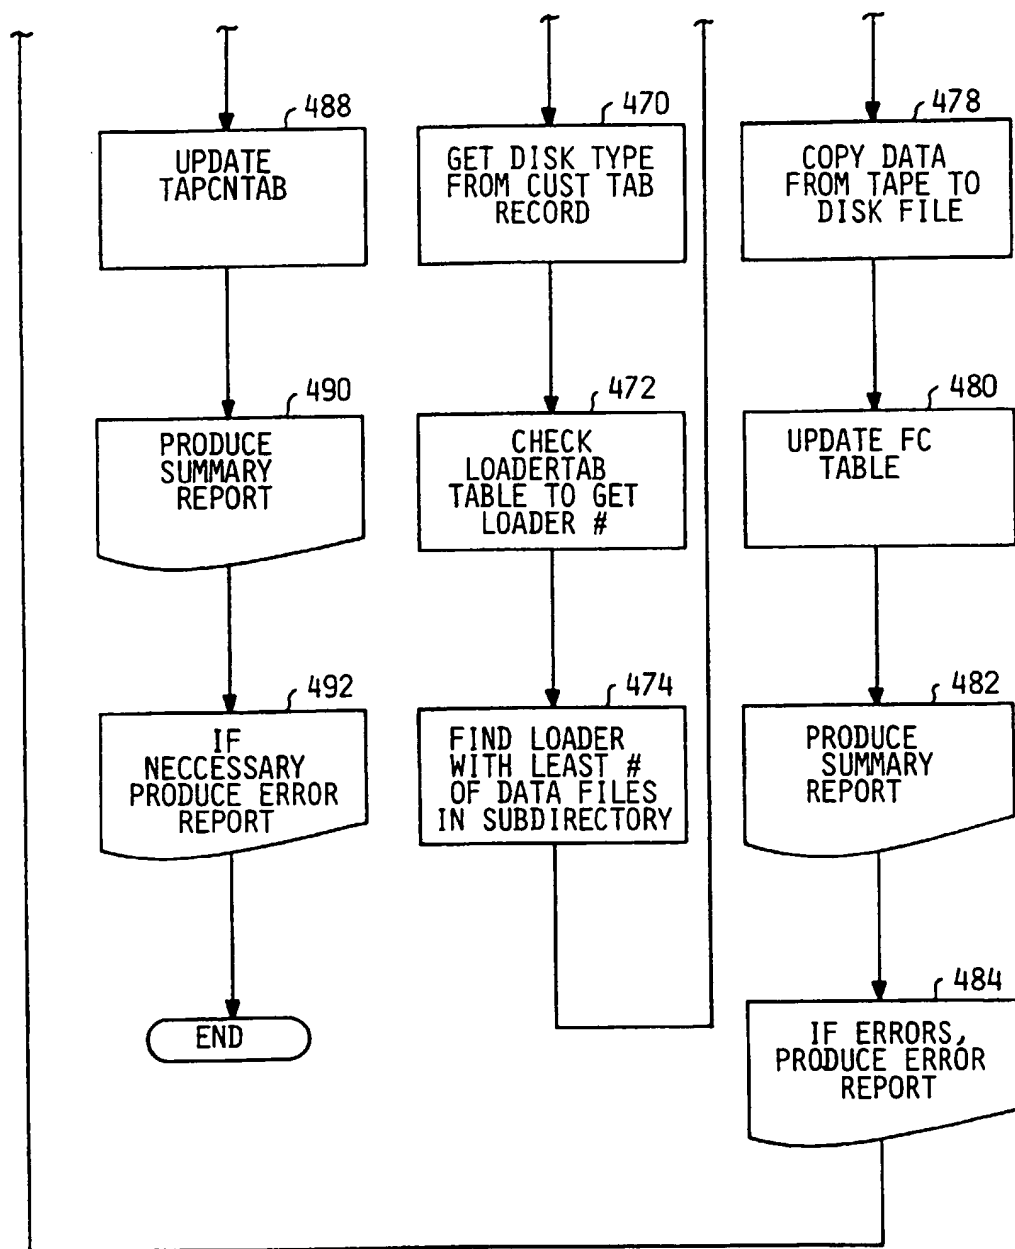 488
UPDATE
TAPCNTAB
490
PRODUCE
SUMMARY
REPORT
492
IF
NECCESSARY
PRODUCE ERROR
REPORT
END
470
GET DISK TYPE
FROM CUST TAB
RECORD
472
CHECK
LOADERTAB
TABLE TO GET
LOADER #
474
FIND LOADER
WITH LEAST #
OF DATA FILES
IN SUBDIRECTORY
478
COPY DATA
FROM TAPE TO
DISK FILE
480
UPDATE FC
TABLE
482
PRODUCE
SUMMARY
REPORT
484
IF ERRORS,
PRODUCE ERROR
REPORT